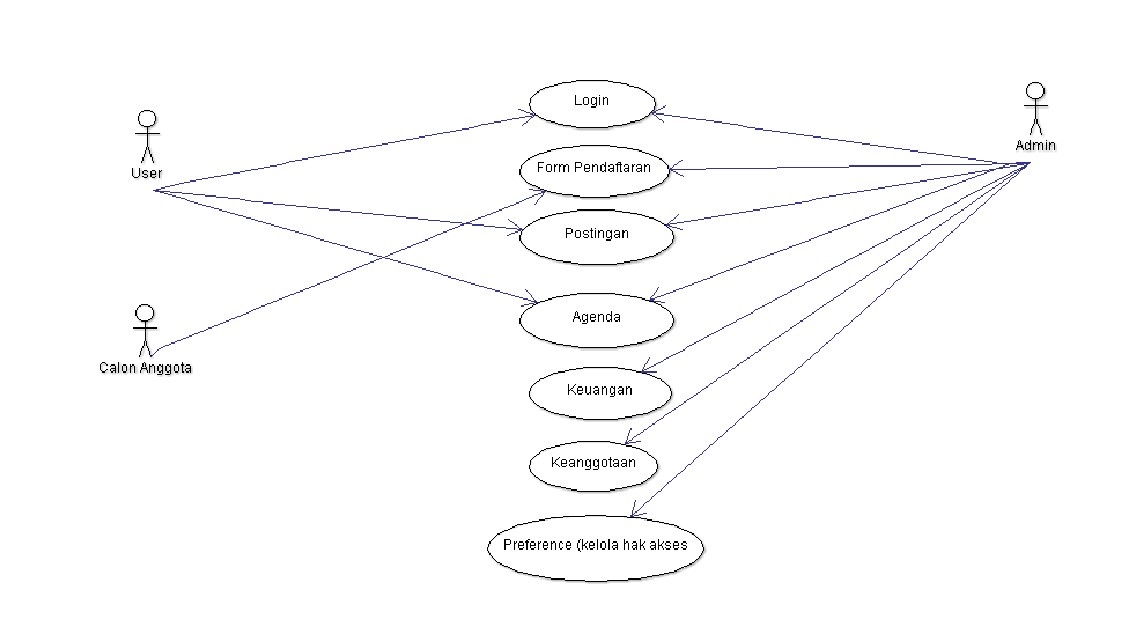 Login
Admin
Form Pendaftaran
User
Postingan
Agenda
Calon Anggota
Keuangan
Keanggotaan
Preference (kelola hak akses